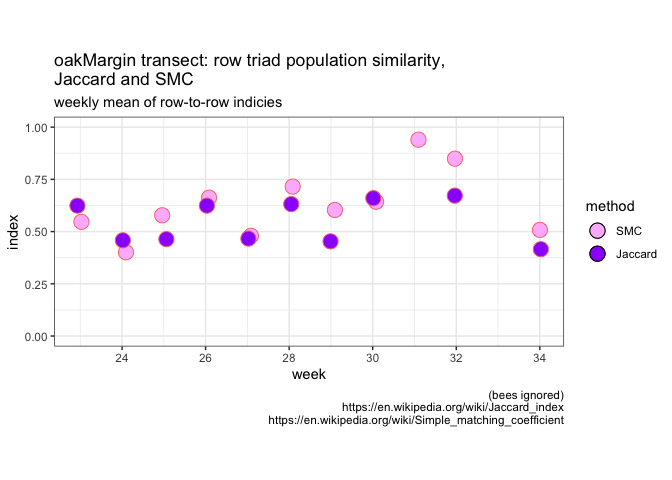 oakMargin transect: row triad population similarity,
Jaccard and SMC
weekly mean of row-to-row indicies
1.00
0.75
0.50
0.25
0.00
index
24 26 28 30 32 34
week
method
SMC
Jaccard
(bees ignored)
https://en.wikipedia.org/wiki/Jaccard_index
https://en.wikipedia.org/wiki/Simple_matching_coefficient